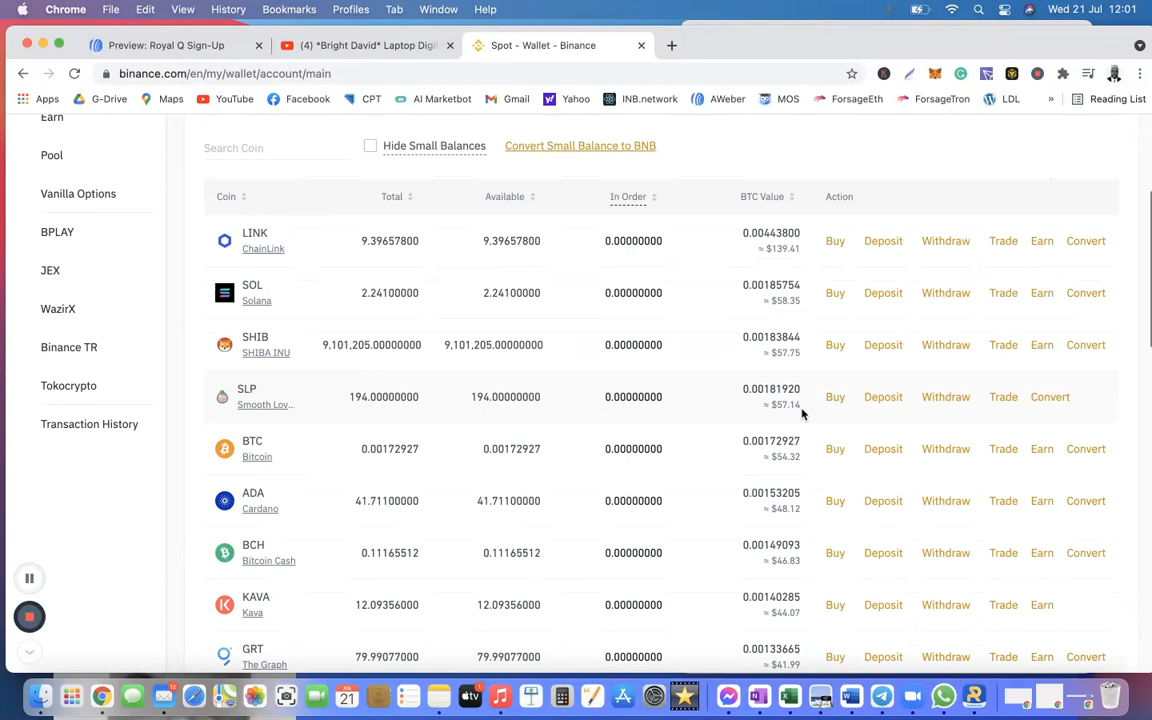 Chrome File Edit View History Bookmarks Profiles Tab Window Help Wed 21 Jul 12:01
Preview: Royal Q Sign-Up (4) *Bright David* Laptop Digi Spot - Wallet - Binance
binance.com/en/my/wallet/account/main
Apps G-Drive Maps YouTube Facebook CPT AI Marketbot Gmail Yahoo INB.network AWeber MOS ForsageEth ForsageTron LDL » Reading List
Earn
Pool
Vanilla Options
BPLAY
JEX
WazirX
Binance TR
Tokocrypto
Transaction History
Search Coin Hide Small Balances Convert Small Balance to BNB
Coin Total Available In Order BTC Value Action
LINK
ChainLink
9.39657800 9.39657800 0.00000000 0.00443800
≈ $139.41
Buy Deposit Withdraw Trade Earn Convert
SOL
Solana
2.24100000 2.24100000 0.00000000 0.00185754
≈ $58.35
Buy Deposit Withdraw Trade Earn Convert
SHIB
SHIBA INU
9,101,205.00000000 9,101,205.00000000 0.00000000 0.00183844
≈ $57.75
Buy Deposit Withdraw Trade Earn Convert
SLP
Smooth Lov...
194.00000000 194.00000000 0.00000000 0.00181920
≈ $57.14
Buy Deposit Withdraw Trade Convert
BTC
Bitcoin
0.00172927 0.00172927 0.00000000 0.00172927
≈ $54.32
Buy Deposit Withdraw Trade Earn Convert
ADA
Cardano
41.71100000 41.71100000 0.00000000 0.00153205
≈ $48.12
Buy Deposit Withdraw Trade Earn Convert
BCH
Bitcoin Cash
0.11165512 0.11165512 0.00000000 0.00149093
≈ $46.83
Buy Deposit Withdraw Trade Earn Convert
KAVA
Kava
12.09356000 12.09356000 0.00000000 0.00140285
≈ $44.07
Buy Deposit Withdraw Trade Earn
GRT
The Graph
79.99077000 79.99077000 0.00000000 0.00133665
≈ $41.99
Buy Deposit Withdraw Trade Earn Convert